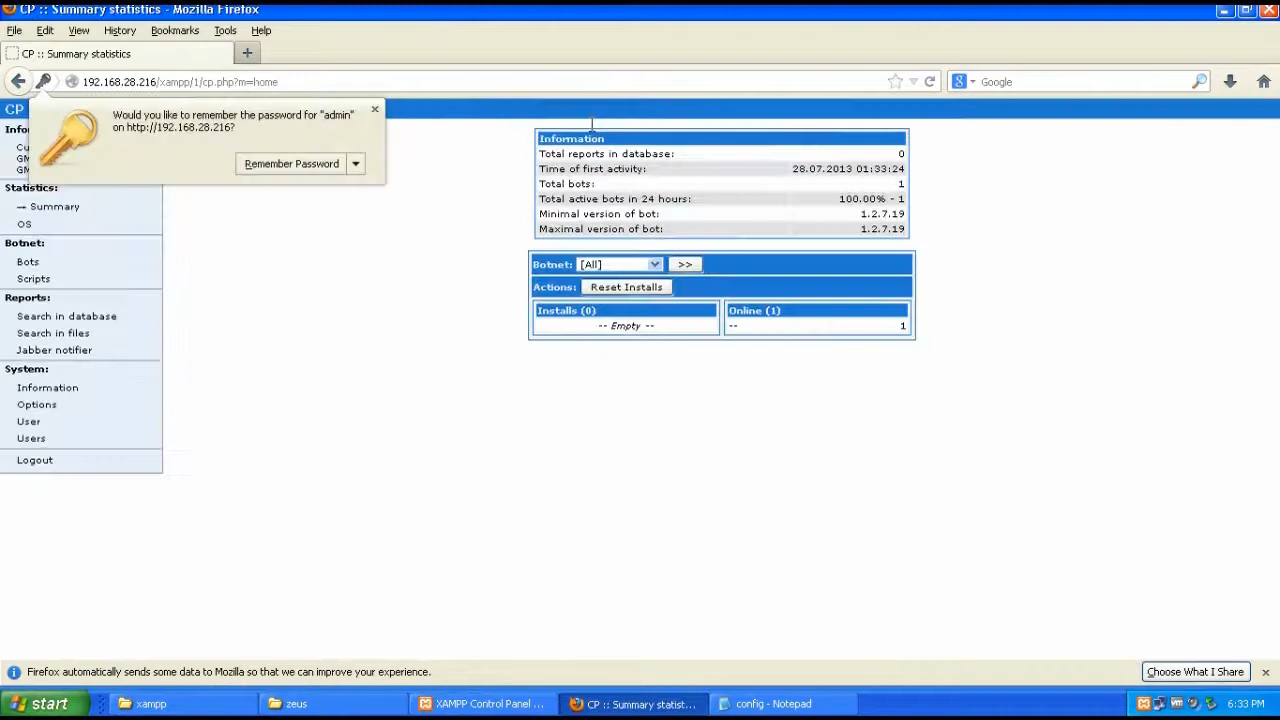 CP :: Summary statistics - Mozilla Firefox
File Edit View History Bookmarks Tools Help
CP :: Summary statistics
192.168.28.216/xampp/1/cp.php?m=home
Google
CP
Would you like to remember the password for "admin"
on http://192.168.28.216?
Remember Password
Statistics:
→ Summary
OS
Botnet:
Bots
Scripts
Reports:
Search in database
Search in files
Jabber notifier
System:
Information
Options
User
Users
Logout
Information
Total reports in database: 0
Time of first activity: 28.07.2013 01:33:24
Total bots: 1
Total active bots in 24 hours: 100.00% - 1
Minimal version of bot: 1.2.7.19
Maximal version of bot: 1.2.7.19
Botnet: [All] >>
Actions: Reset Installs
Installs (0) Online (1)
-- Empty -- -- 1
Firefox automatically sends some data to Mozilla so that we can improve your experience. Choose What I Share
start xampp zeus XAMPP Control Panel ... CP :: Summary statist... config - Notepad 6:33 PM